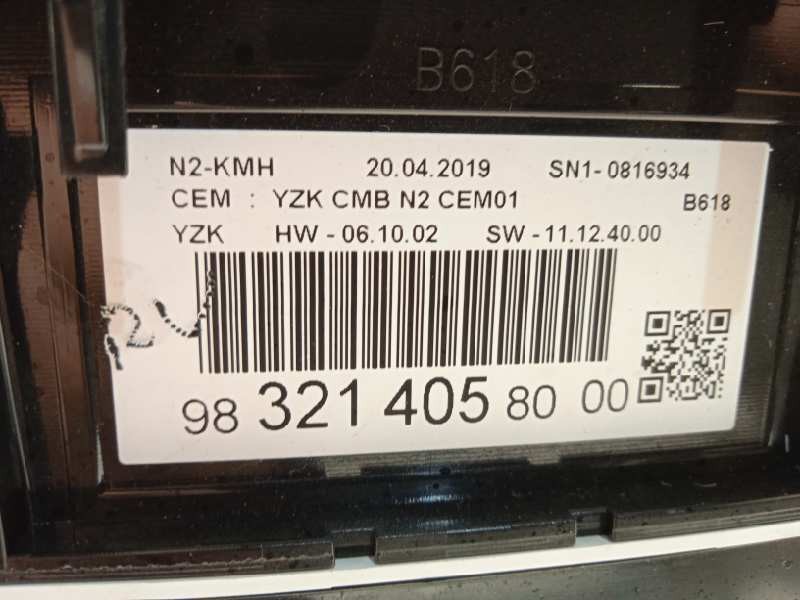 B618
N2-KMH 20.04.2019 SN1-0816934
CEM : YZK CMB N2 CEM01 B618
YZK HW - 06.10.02 SW - 11.12.40.00
98 321 405 80 00